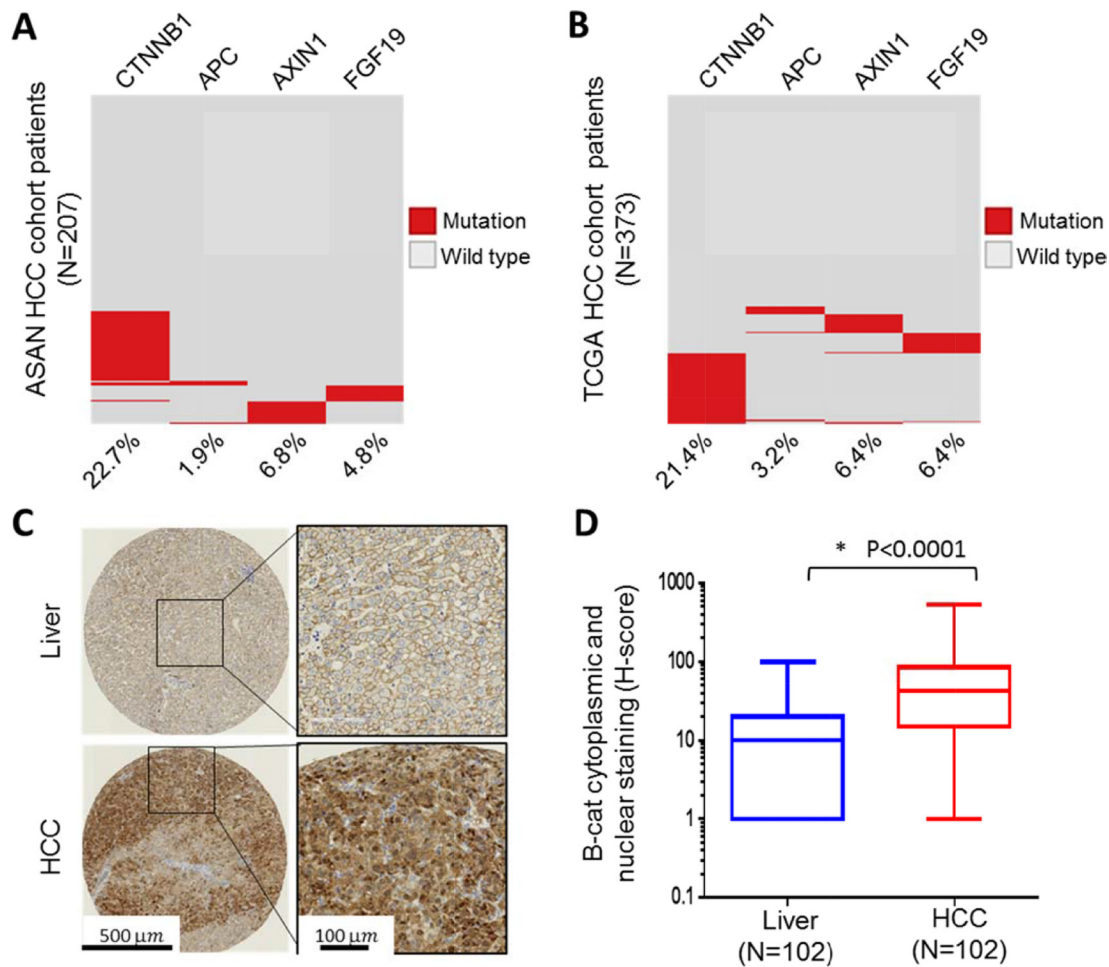 A
CTNNB1
APC
AXIN1
FGF19
ASAN HCC cohort patients
(N=207)
Mutation
Wild type
22.7%
1.9%
6.8%
4.8%
B
CTNNB1
APC
AXIN1
FGF19
TCGA HCC cohort patients
(N=373)
Mutation
Wild type
21.4%
3.2%
6.4%
6.4%
C
Liver
HCC
500 µm
100 µm
D
* P<0.0001
B-cat cytoplasmic and
nuclear staining (H-score)
1000
100
10
1
0.1
Liver
(N=102)
HCC
(N=102)